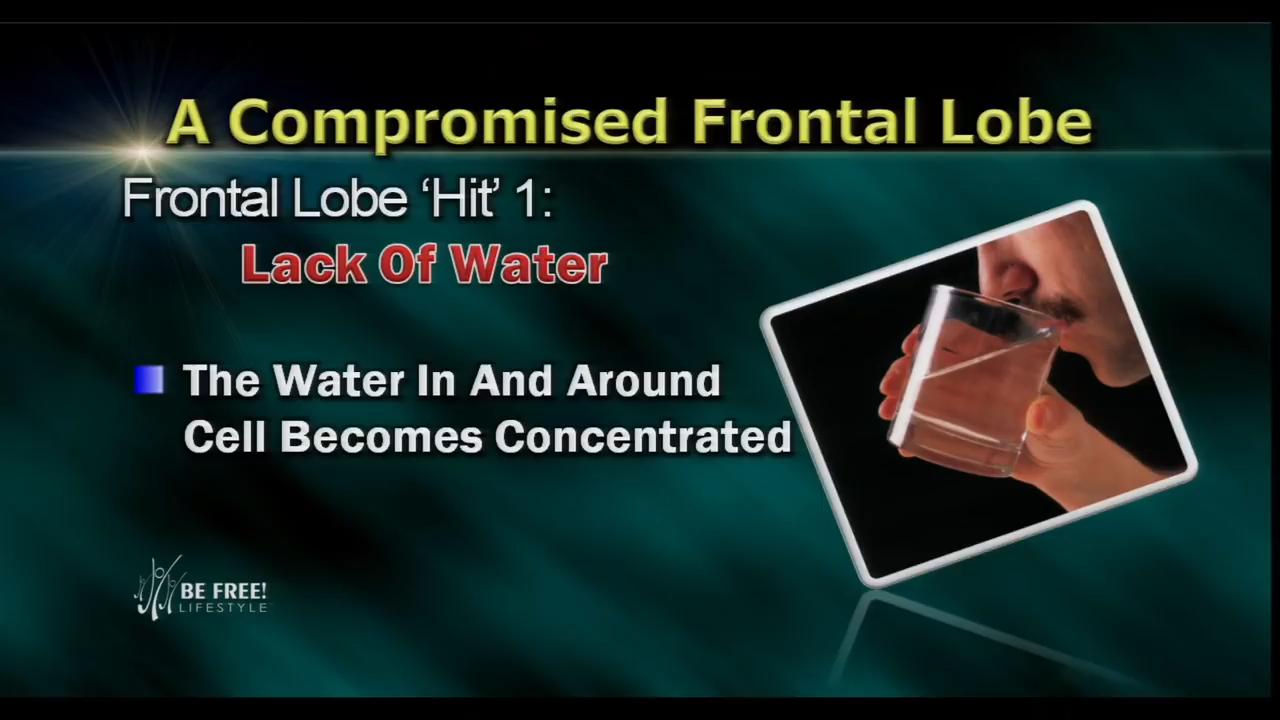 A Compromised Frontal Lobe
Frontal Lobe ‘Hit’ 1:
Lack Of Water
The Water In And Around
Cell Becomes Concentrated
BE FREE!
LIFESTYLE